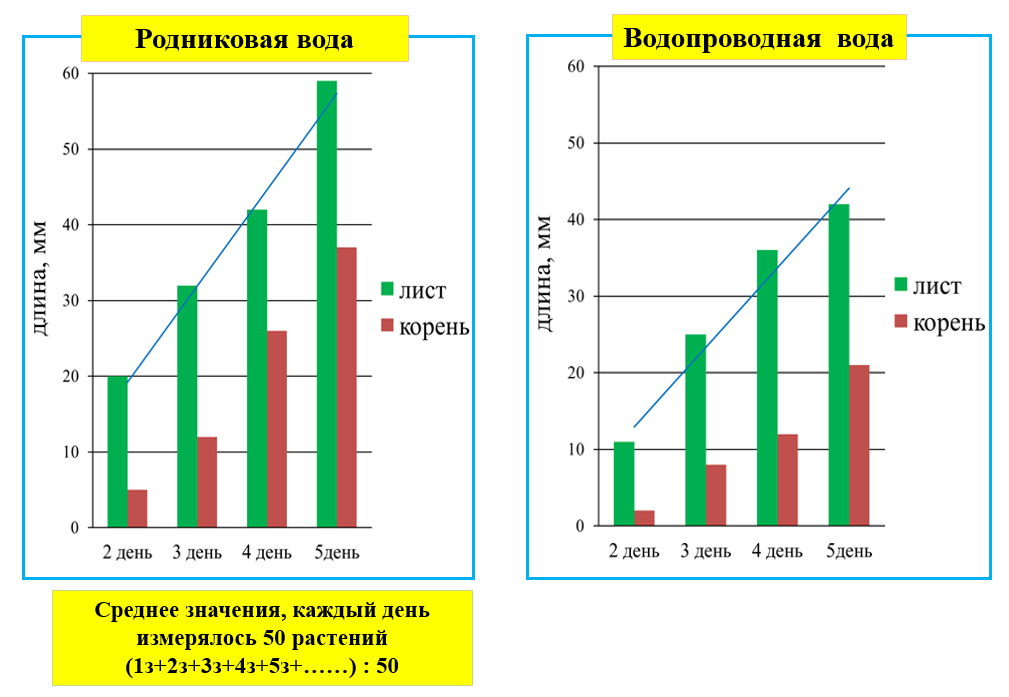 Родниковая вода
60
50
40
30
20
10
0
длина, мм
2 день 3 день 4 день 5день
лист
корень
Водопроводная вода
60
50
40
30
20
10
0
длина, мм
2 день 3 день 4 день 5день
лист
корень
Среднее значения, каждый день
измерялось 50 растений
(1з+2з+3з+4з+5з+……) : 50